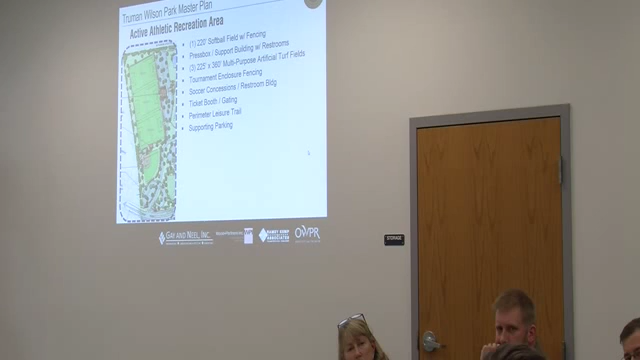 Truman Wilson Park Master Plan
Active Athletic Recreation Area
• (1) 220' Softball Field w/ Fencing
• Pressbox / Support Building w/ Restrooms
• (3) 225' x 360' Multi-Purpose Artificial Turf Fields
• Tournament Enclosure Fencing
• Soccer Concessions / Restroom Bldg
• Ticket Booth / Gating
• Perimeter Leisure Trail
• Supporting Parking
GAY AND NEEL, INC.
OWPR
STORAGE